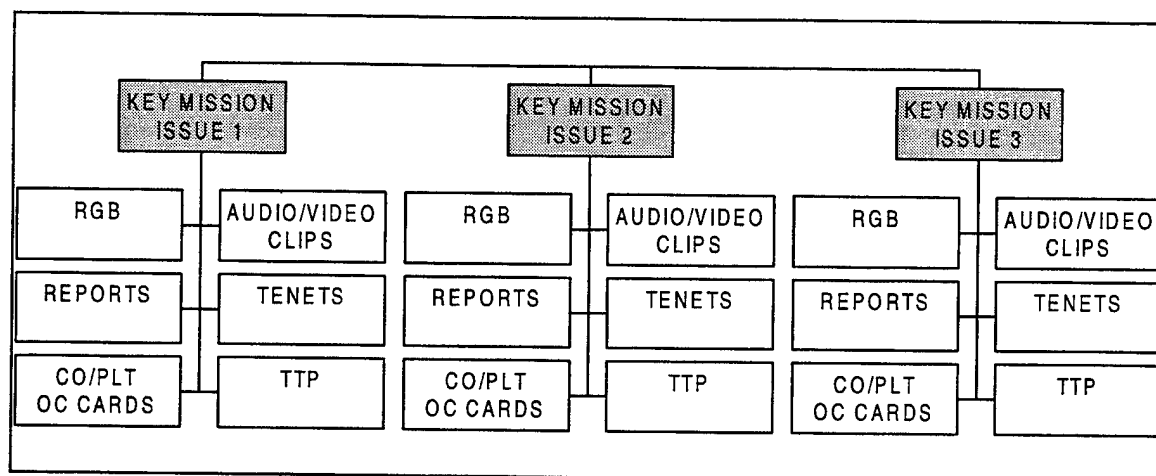 KEY MISSION
ISSUE 1
KEY MISSION
ISSUE 2
KEY MISSION
ISSUE 3
RGB
AUDIO/VIDEO
CLIPS
REPORTS
TENETS
CO/PLT
OC CARDS
TTP
RGB
AUDIO/VIDEO
CLIPS
REPORTS
TENETS
CO/PLT
OC CARDS
TTP
RGB
AUDIO/VIDEO
CLIPS
REPORTS
TENETS
CO/PLT
OC CARDS
TTP